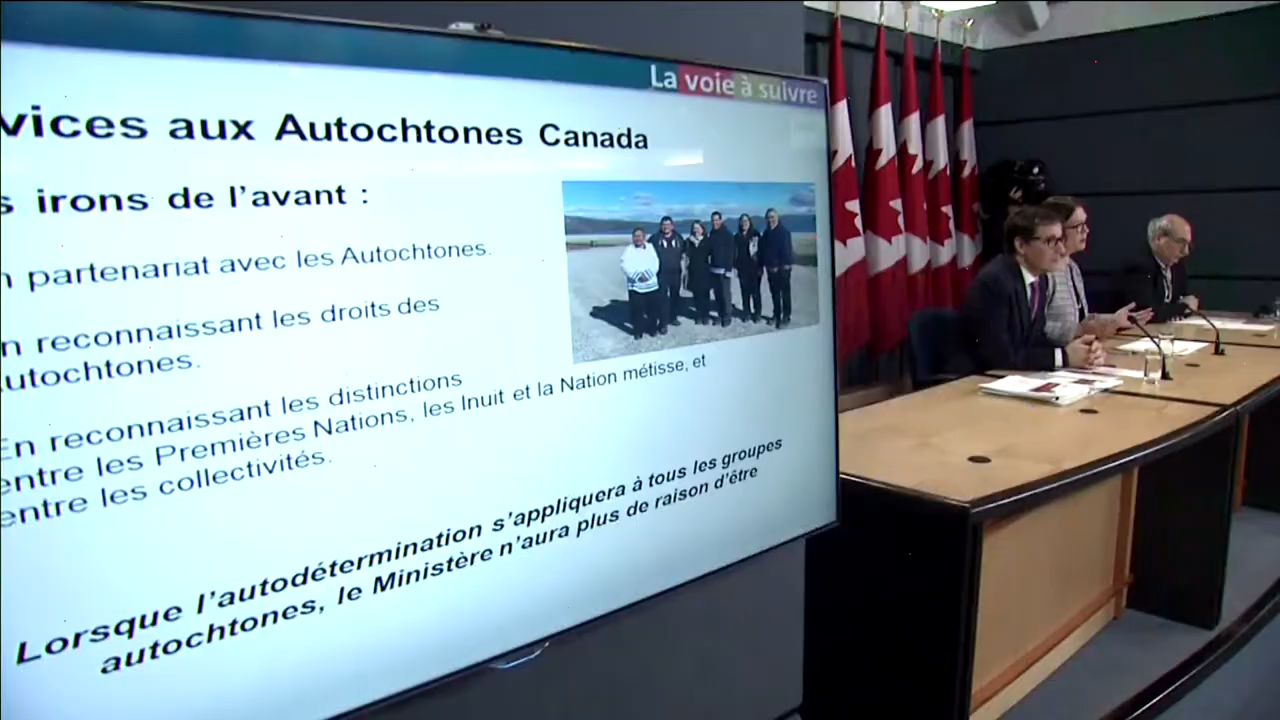 La voie à suivre
vices aux Autochtones Canada
s irons de l'avant :
n partenariat avec les Autochtones.
n reconnaissant les droits des
utochtones.
En reconnaissant les distinctions
entre les Premières Nations, les Inuit et la Nation métisse, et
entre les collectivités.
Lorsque l'autodétermination s'appliquera à tous les groupes
autochtones, le Ministère n'aura plus de raison d'être